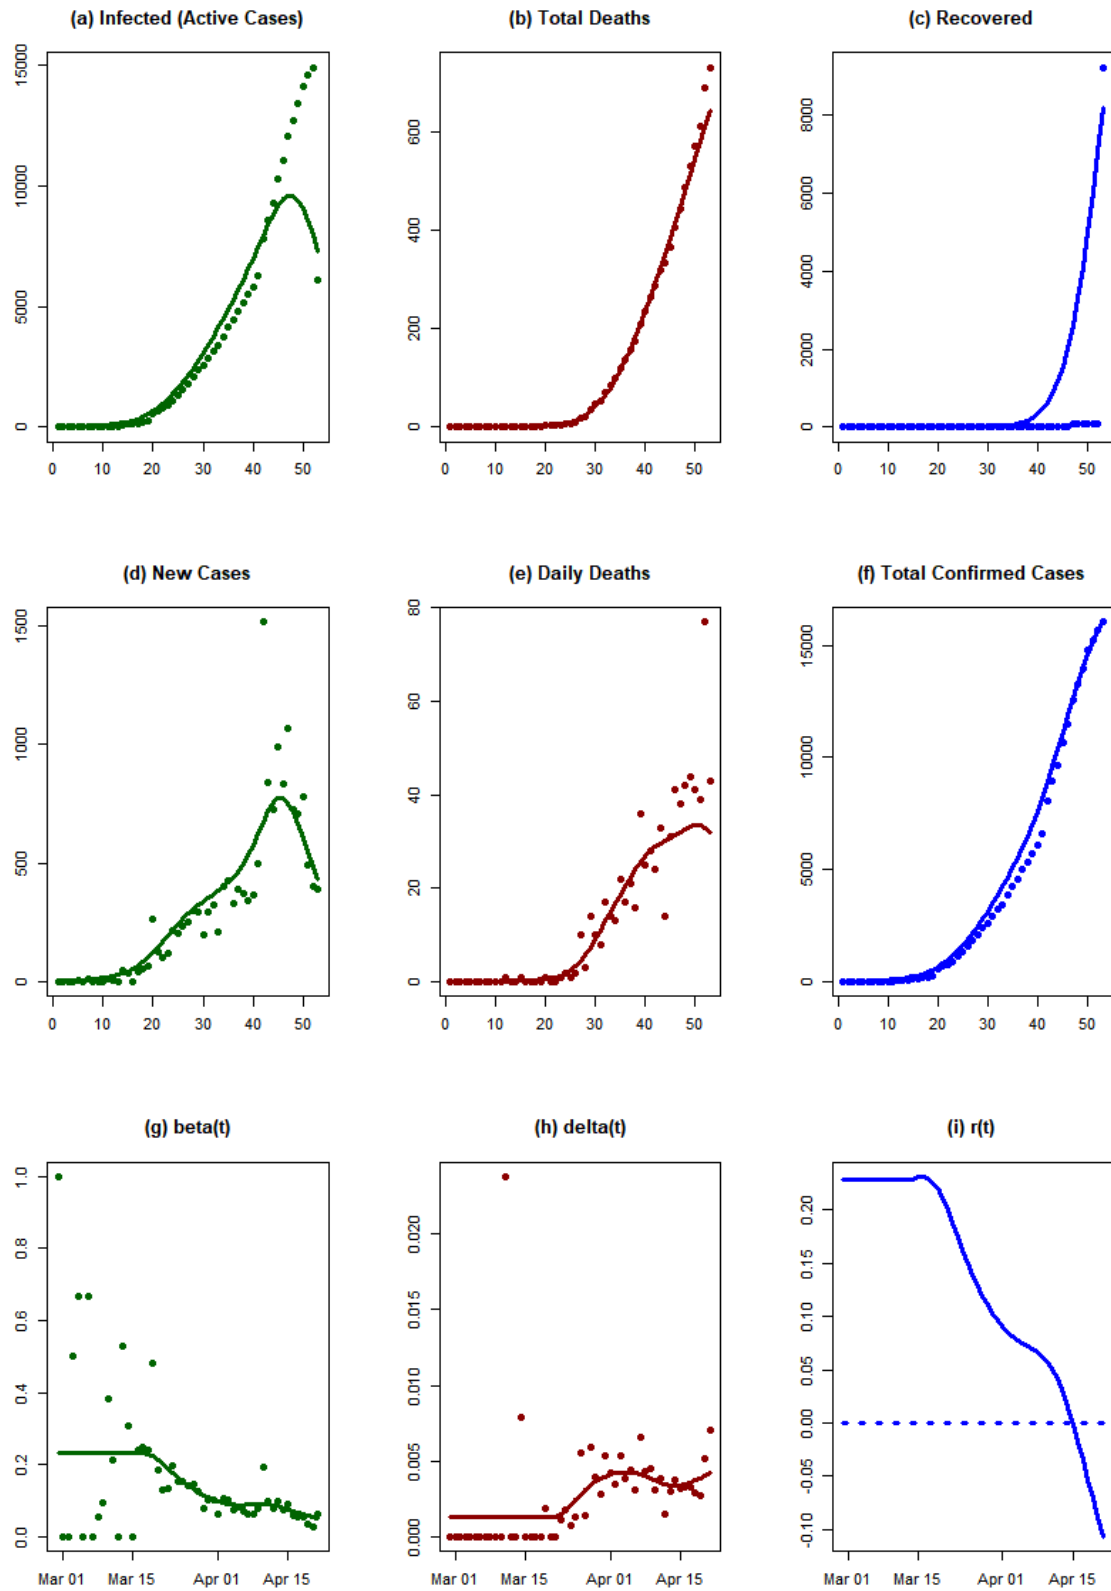 (a) Infected (Active Cases)
(b) Total Deaths
(c) Recovered
15000
10000
5000
0
0 10 20 30 40 50
600
400
200
0
0 10 20 30 40 50
8000
6000
4000
2000
0
0 10 20 30 40 50
(d) New Cases
(e) Daily Deaths
(f) Total Confirmed Cases
1500
1000
500
0
0 10 20 30 40 50
80
60
40
20
0
0 10 20 30 40 50
15000
10000
5000
0
0 10 20 30 40 50
(g) beta(t)
(h) delta(t)
(i) r(t)
1.0
0.8
0.6
0.4
0.2
0.0
Mar 01 Mar 15 Apr 01 Apr 15
0.020
0.015
0.010
0.005
0.000
Mar 01 Mar 15 Apr 01 Apr 15
0.20
0.15
0.10
0.05
0.00
-0.05
-0.10
Mar 01 Mar 15 Apr 01 Apr 15